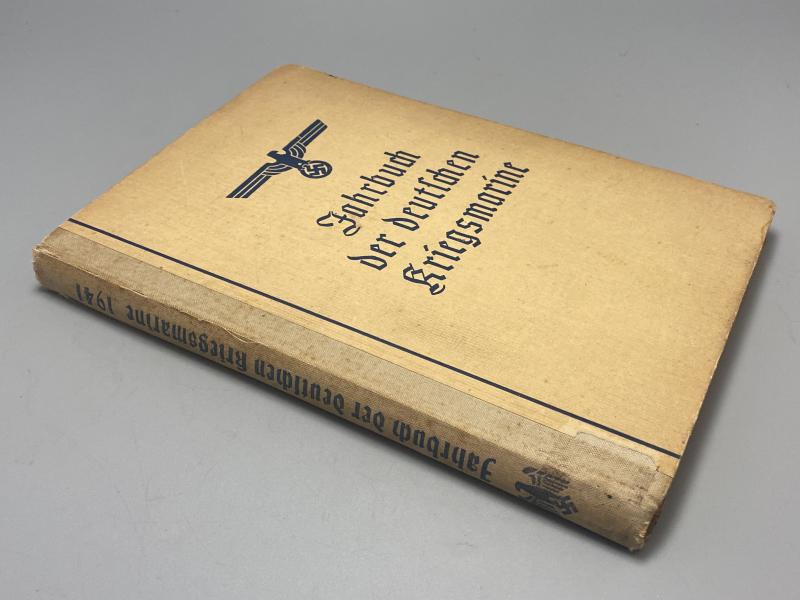 Jahrbuch
der deutschen
Kriegsmarine
Jahrbuch der deutschen Kriegsmarine 1941